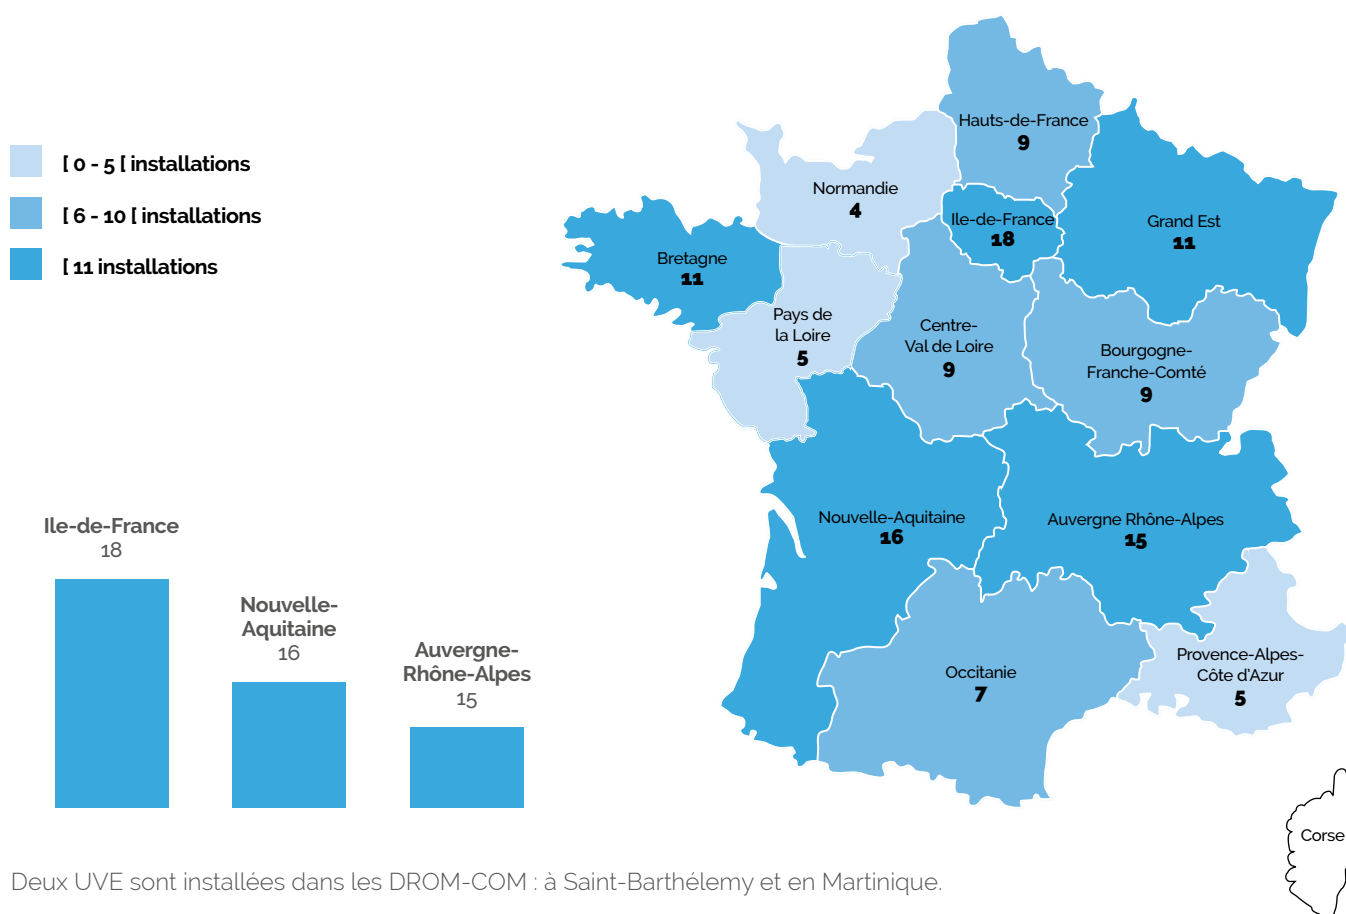 [ 0 - 5 [ installations
[ 6 - 10 [ installations
[ 11 installations
Hauts-de-France
9
Normandie
4
Ile-de-France
18
Grand Est
11
Bretagne
11
Pays de
la Loire
5
Centre-
Val de Loire
9
Bourgogne-
Franche-Comté
9
Nouvelle-Aquitaine
16
Auvergne Rhône-Alpes
15
Occitanie
7
Provence-Alpes-
Côte d'Azur
5
Corse
Ile-de-France
18
Nouvelle-
Aquitaine
16
Auvergne-
Rhône-Alpes
15
Deux UVE sont installées dans les DROM-COM : à Saint-Barthélemy et en Martinique.